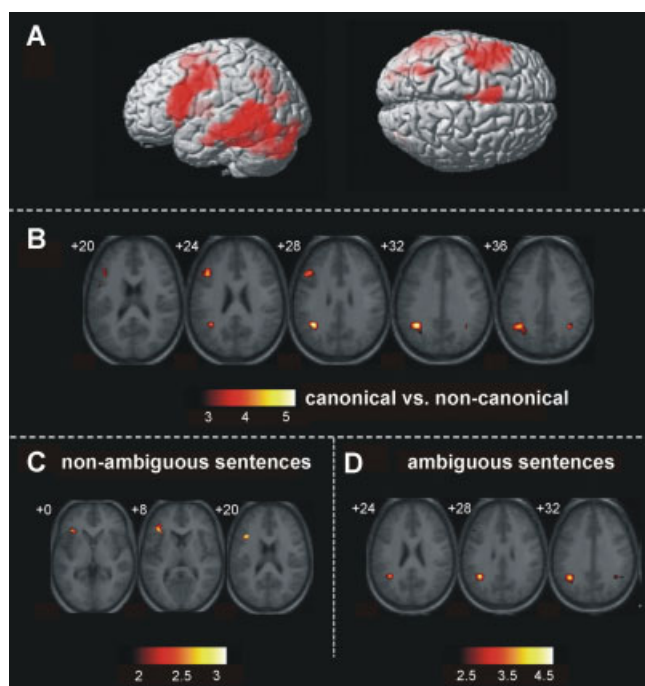 A
B
+20 +24 +28 +32 +36
canonical vs. non-canonical
3 4 5
C non-ambiguous sentences
+0 +8 +20
2 2.5 3
D ambiguous sentences
+24 +28 +32
2.5 3.5 4.5